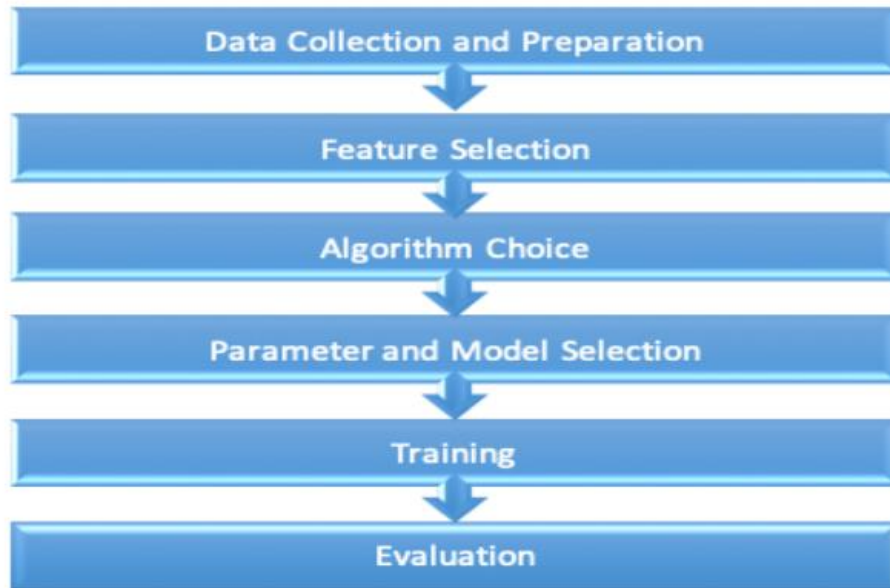 Data Collection and Preparation
Feature Selection
Algorithm Choice
Parameter and Model Selection
Training
Evaluation